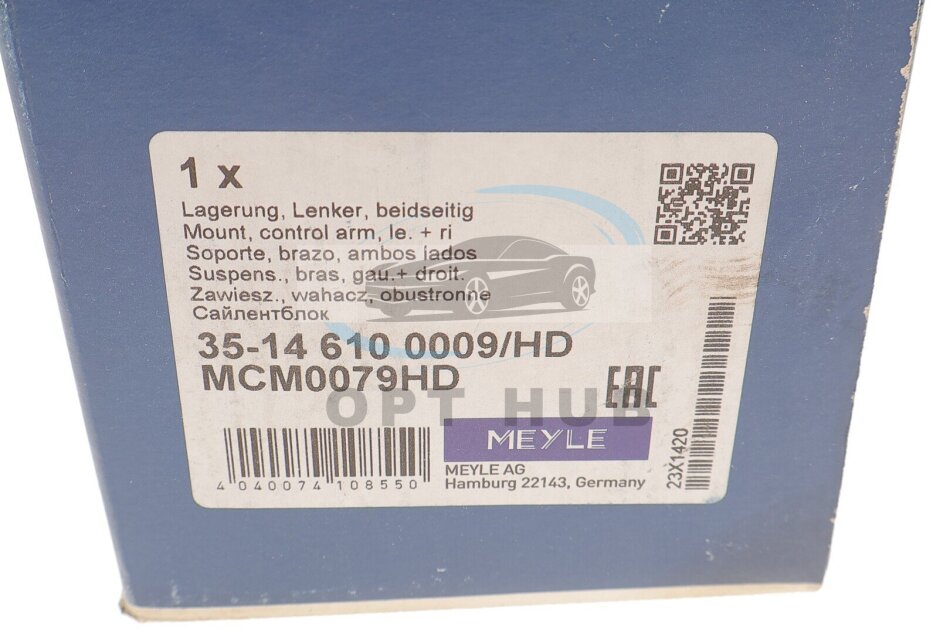 1 x
Lagerung, Lenker, beidseitig
Mount, control arm, le. + ri
Soporte, brazo, ambos lados
Suspens., bras, gau.+ droit.
Zawiesz., wahacz, obustronne
Сайлентблок
35-14 610 0009/HD
MCM0079HD
EAC
OPT HUB
MEYLE
MEYLE AG
Hamburg 22143, Germany
4 040074 108550
23X1420